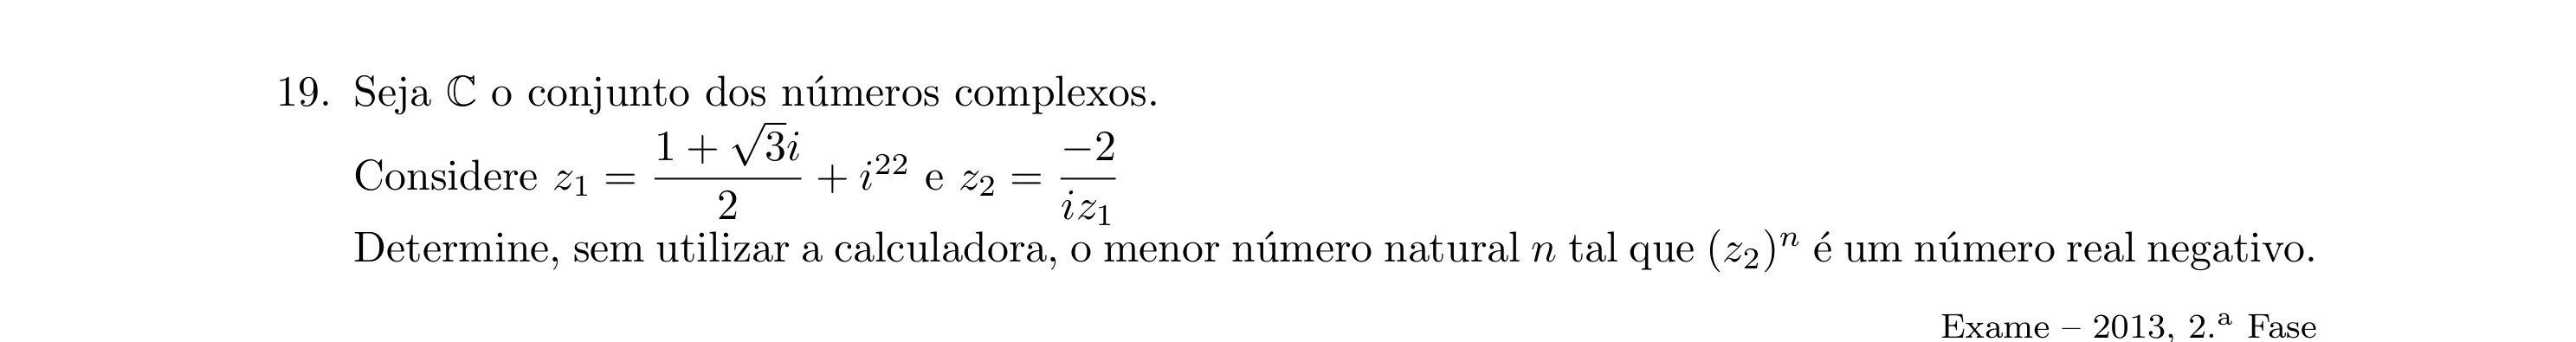 19. Seja ℂ o conjunto dos números complexos.
Considere $z_1 = \frac{1 + \sqrt{3}i}{2} + i^{22}$ e $z_2 = \frac{-2}{iz_1}$
Determine, sem utilizar a calculadora, o menor número natural $n$ tal que $(z_2)^n$ é um número real negativo.
Exame – 2013, 2.ª Fase